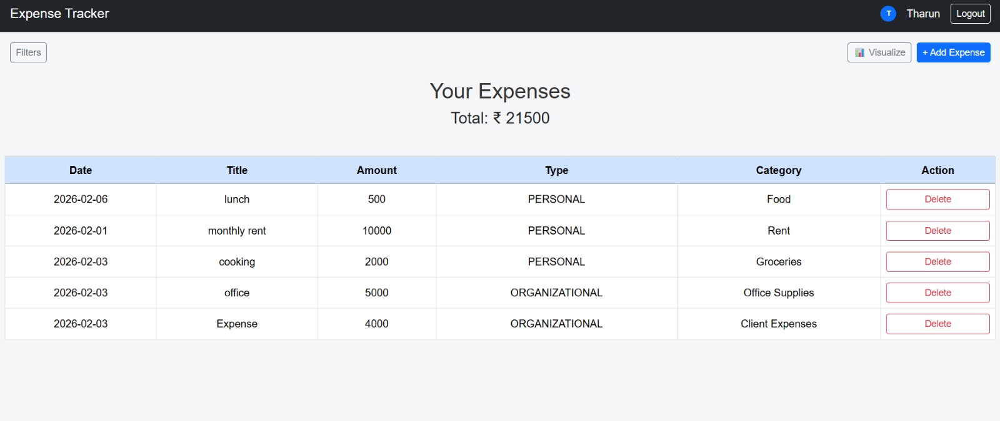 Expense Tracker T Tharun Logout
Filters Visualize + Add Expense
Your Expenses
Total: ₹ 21500
Date Title Amount Type Category Action
2026-02-06 lunch 500 PERSONAL Food Delete
2026-02-01 monthly rent 10000 PERSONAL Rent Delete
2026-02-03 cooking 2000 PERSONAL Groceries Delete
2026-02-03 office 5000 ORGANIZATIONAL Office Supplies Delete
2026-02-03 Expense 4000 ORGANIZATIONAL Client Expenses Delete